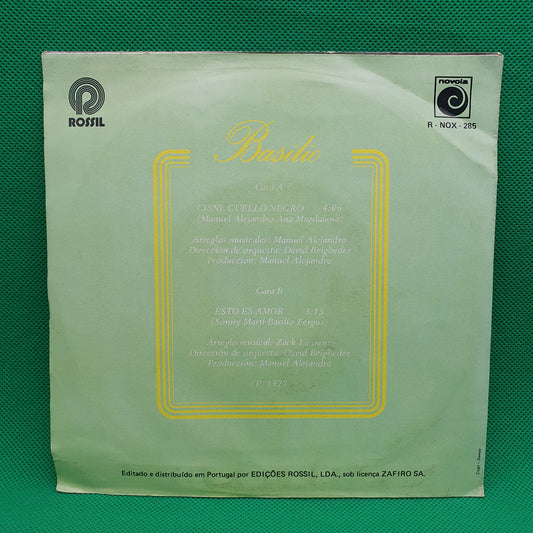 ROSSIL
novola
R - NOX - 285
Basilio
Cara A
CISNE CUELLO NEGRO 4:06
(Manuel Alejandro-Ana Magdalena)
Arreglos musicales: Manuel Alejandro
Dirección de orquesta: David Beigbeder
Producción: Manuel Alejandro
Cara B
ESTO ES AMOR 3:15
(Sonny Marti-Basilio Fergus)
Arreglo musical: Zack Laurence
Dirección de orquesta: David Beigbeder
Producción: Manuel Alejandro
(P) 1977
Editado e distribuído em Portugal por EDIÇÕES ROSSIL, LDA., sob licença ZAFIRO SA.